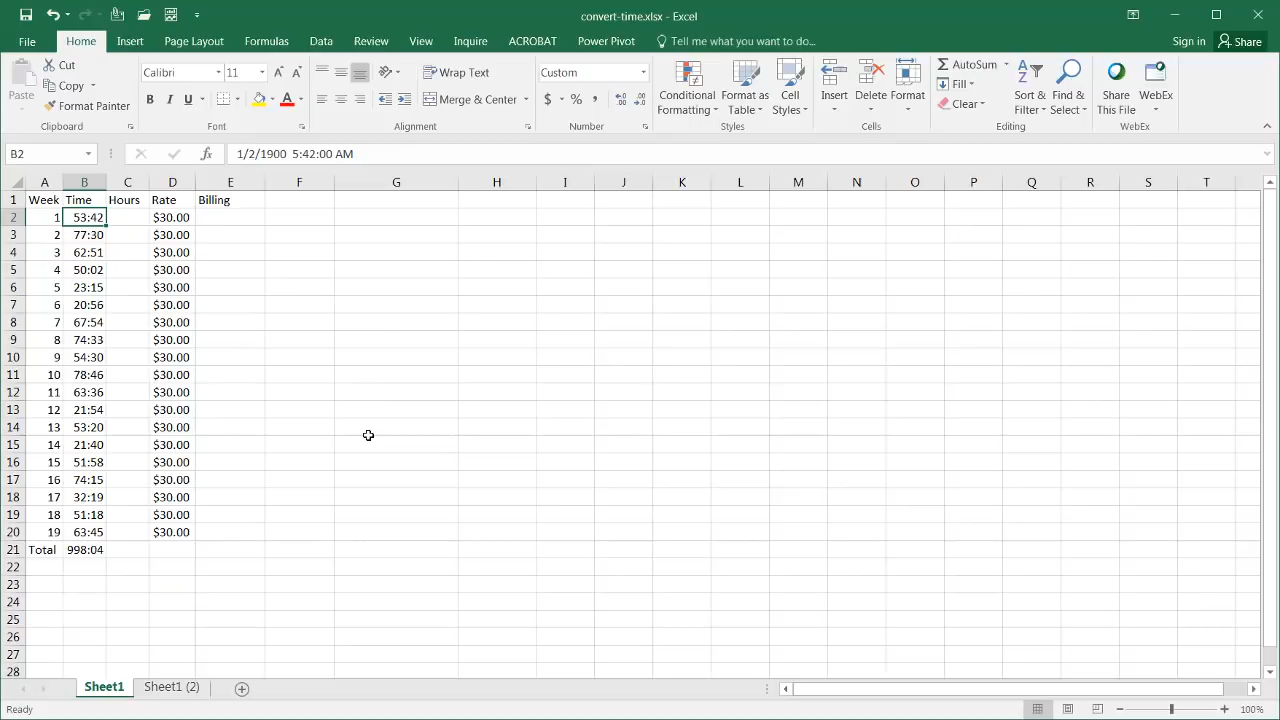 convert-time.xlsx - Excel
File Home Insert Page Layout Formulas Data Review View Inquire ACROBAT Power Pivot Tell me what you want to do... Sign in Share
Paste
Cut
Copy
Format Painter
Clipboard
Calibri 11
B I U
Font
Wrap Text
Merge & Center
Alignment
Custom
$ % ,
Number
Conditional Formatting
Format as Table
Cell Styles
Styles
Insert
Delete
Format
Cells
AutoSum
Fill
Clear
Sort & Filter
Find & Select
Editing
Share This File
WebEx
WebEx
B2 fx 1/2/1900 5:42:00 AM
A B C D E F G H I J K L M N O P Q R S T
1 Week Time Hours Rate Billing
2 1 53:42 $30.00
3 2 77:30 $30.00
4 3 62:51 $30.00
5 4 50:02 $30.00
6 5 23:15 $30.00
7 6 20:56 $30.00
8 7 67:54 $30.00
9 8 74:33 $30.00
10 9 54:30 $30.00
11 10 78:46 $30.00
12 11 63:36 $30.00
13 12 21:54 $30.00
14 13 53:20 $30.00
15 14 21:40 $30.00
16 15 51:58 $30.00
17 16 74:15 $30.00
18 17 32:19 $30.00
19 18 51:18 $30.00
20 19 63:45 $30.00
21 Total 998:04
22
23
24
25
26
27
28
Sheet1 Sheet1 (2)
Ready 100%